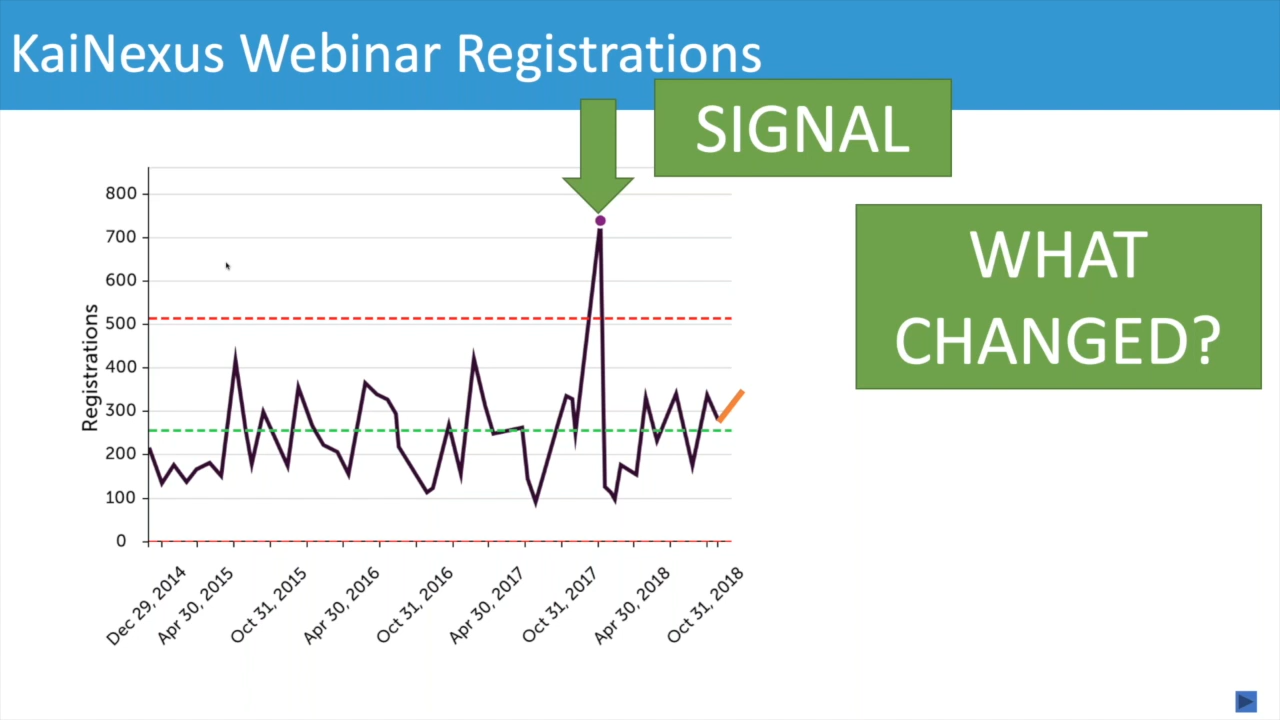 KaiNexus Webinar Registrations
SIGNAL
WHAT
CHANGED?
Registrations
800
700
600
500
400
300
200
100
0
Dec 29, 2014
Apr 30, 2015
Oct 31, 2015
Apr 30, 2016
Oct 31, 2016
Apr 30, 2017
Oct 31, 2017
Apr 30, 2018
Oct 31, 2018